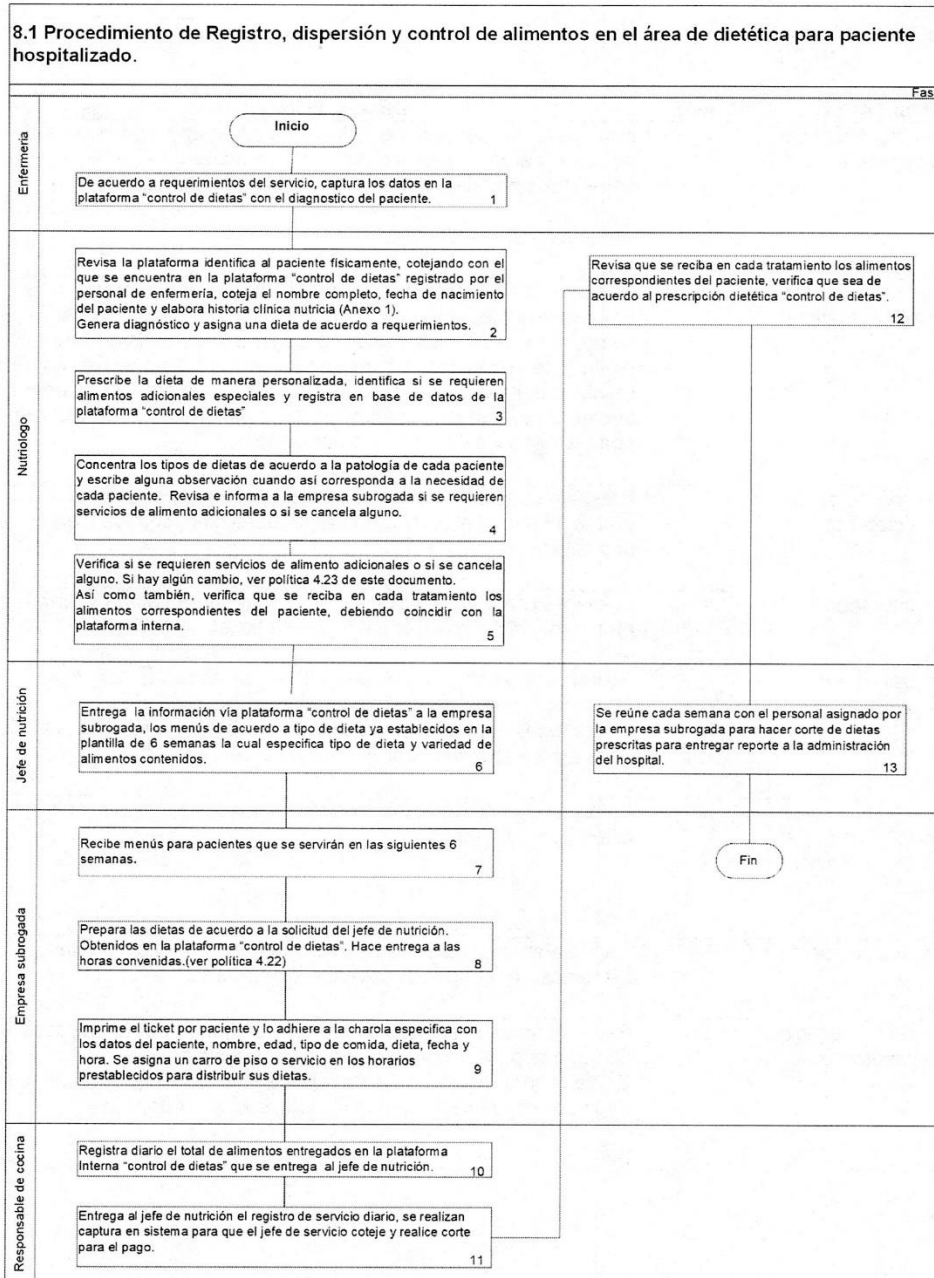 8.1 Procedimiento de Registro, dispersión y control de alimentos en el área de dietética para paciente
hospitalizado.
Fas
Enfermería
Inicio
De acuerdo a requerimientos del servicio, captura los datos en la
plataforma “control de dietas” con el diagnostico del paciente.
1
Nutriologo
Revisa la plataforma identifica al paciente físicamente, cotejando con el
que se encuentra en la plataforma “control de dietas” registrado por el
personal de enfermería, coteja el nombre completo, fecha de nacimiento
del paciente y elabora historia clínica nutricia (Anexo 1).
Genera diagnóstico y asigna una dieta de acuerdo a requerimientos.
2
Prescribe la dieta de manera personalizada, identifica si se requieren
alimentos adicionales especiales y registra en base de datos de la
plataforma “control de dietas”
3
Concentra los tipos de dietas de acuerdo a la patología de cada paciente
y escribe alguna observación cuando así corresponda a la necesidad de
cada paciente. Revisa e informa a la empresa subrogada si se requieren
servicios de alimento adicionales o si se cancela alguno.
4
Verifica si se requieren servicios de alimento adicionales o si se cancela
alguno. Si hay algún cambio, ver política 4.23 de este documento.
Así como también, verifica que se reciba en cada tratamiento los
alimentos correspondientes del paciente, debiendo coincidir con la
plataforma interna.
5
Jefe de nutrición
Entrega la información vía plataforma “control de dietas” a la empresa
subrogada, los menús de acuerdo a tipo de dieta ya establecidos en la
plantilla de 6 semanas la cual especifica tipo de dieta y variedad de
alimentos contenidos.
6
Empresa subrogada
Recibe menús para pacientes que se servirán en las siguientes 6
semanas.
7
Prepara las dietas de acuerdo a la solicitud del jefe de nutrición.
Obtenidos en la plataforma “control de dietas”. Hace entrega a las
horas convenidas.(ver política 4.22)
8
Imprime el ticket por paciente y lo adhiere a la charola especifica con
los datos del paciente, nombre, edad, tipo de comida, dieta, fecha y
hora. Se asigna un carro de piso o servicio en los horarios
prestablecidos para distribuir sus dietas.
9
Responsable de cocina
Registra diario el total de alimentos entregados en la plataforma
Interna “control de dietas” que se entrega al jefe de nutrición.
10
Entrega al jefe de nutrición el registro de servicio diario, se realizan
captura en sistema para que el jefe de servicio coteje y realice corte
para el pago.
11
Revisa que se reciba en cada tratamiento los alimentos
correspondientes del paciente, verifica que sea de
acuerdo al prescripción dietética “control de dietas”.
12
Se reúne cada semana con el personal asignado por
la empresa subrogada para hacer corte de dietas
prescritas para entregar reporte a la administración
del hospital.
13
Fin